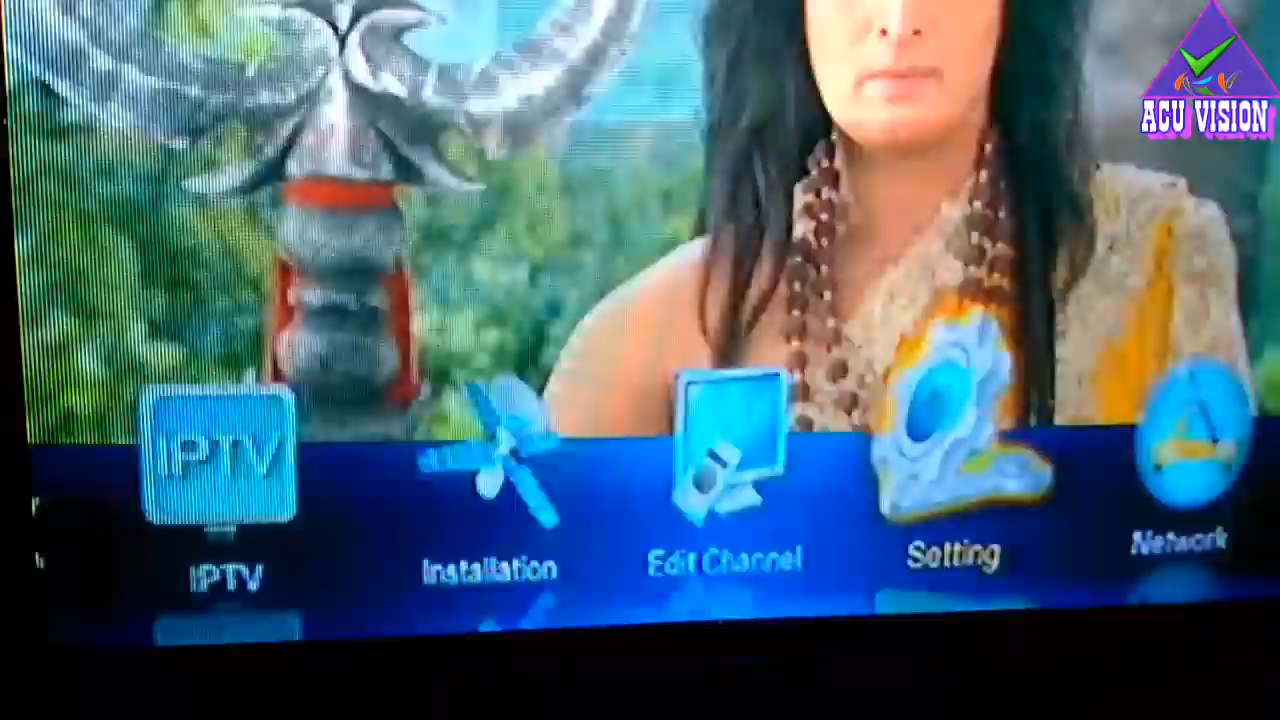 ACU VISION
IPTV
IPTV
Installation
Edit Channel
Setting
Network